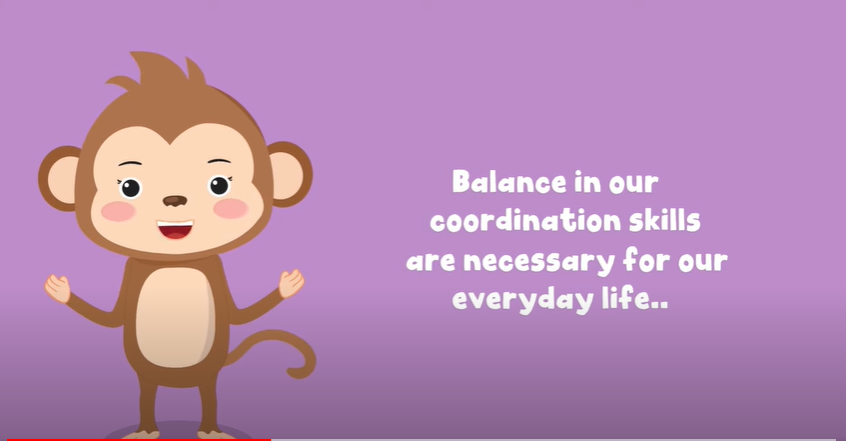 Balance in our
coordination skills
are necessary for our
everyday life..